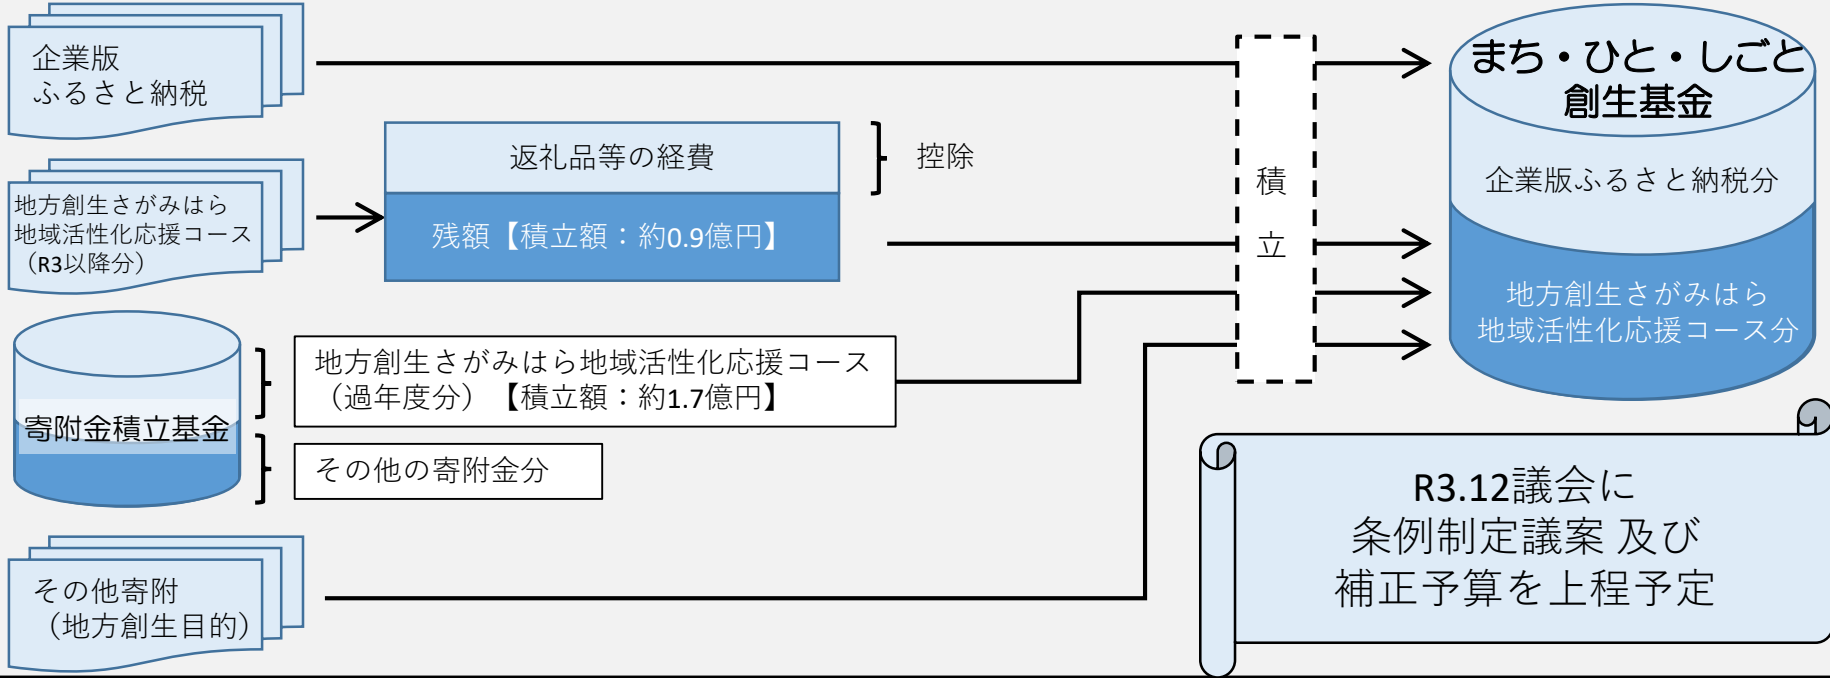 企業版
ふるさと納税
地方創生さがみはら
地域活性化応援コース
（R3以降分）
返礼品等の経費
控除
残額【積立額：約0.9億円】
寄附金積立基金
地方創生さがみはら地域活性化応援コース
（過年度分）【積立額：約1.7億円】
その他の寄附金分
その他寄附
（地方創生目的）
積
立
まち・ひと・しごと
創生基金
企業版ふるさと納税分
地方創生さがみはら
地域活性化応援コース分
R3.12議会に
条例制定議案 及び
補正予算を上程予定